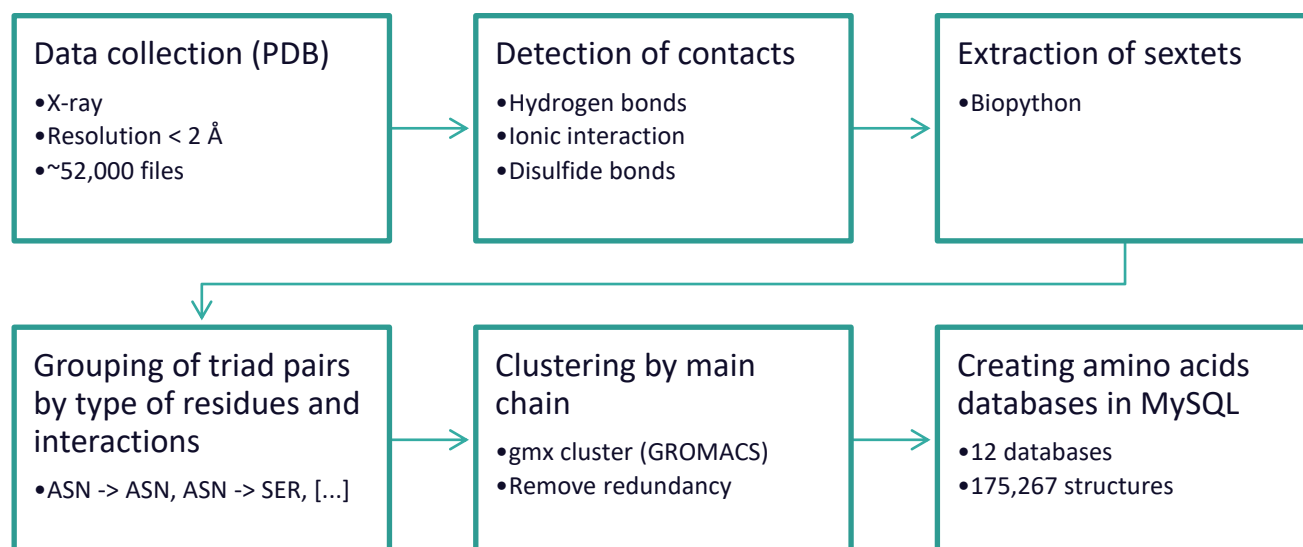 Data collection (PDB)
•X-ray
•Resolution < 2 Å
•~52,000 files
Detection of contacts
•Hydrogen bonds
•Ionic interaction
•Disulfide bonds
Extraction of sextets
•Biopython
Grouping of triad pairs
by type of residues and
interactions
•ASN -> ASN, ASN -> SER, [...]
Clustering by main
chain
•gmx cluster (GROMACS)
•Remove redundancy
Creating amino acids
databases in MySQL
•12 databases
•175,267 structures